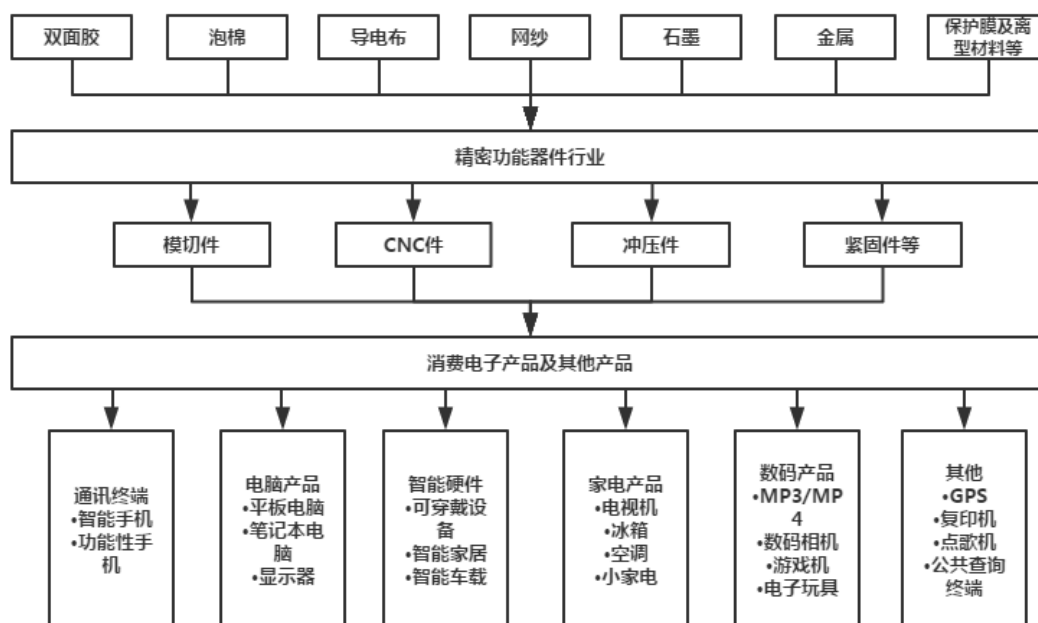 双面胶
泡棉
导电布
网纱
石墨
金属
保护膜及离
型材料等
精密功能器件行业
模切件
CNC件
冲压件
紧固件等
消费电子产品及其他产品
通讯终端
•智能手机
•功能性手
机
电脑产品
•平板电脑
•笔记本电
脑
•显示器
智能硬件
•可穿戴设
备
•智能家居
•智能车载
家电产品
•电视机
•冰箱
•空调
•小家电
数码产品
•MP3/MP
4
•数码相机
•游戏机
•电子玩具
其他
•GPS
•复印机
•点歌机
•公共查询
终端